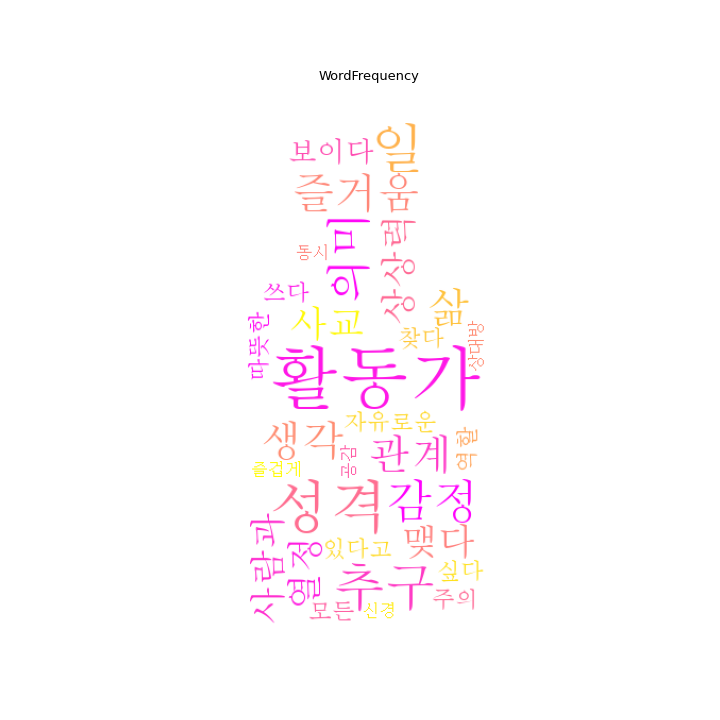 WordFrequency
보이다
일
즐거움
의미
상상력
동시
쓰다
삶
사교
따뜻한
찾다
상대방
활동가
자유로운
생각
관계
역할
공감
즐겁게
성격
감정
사람과
열정
있다고
맺다
추구
싶다
모든
신경
주의